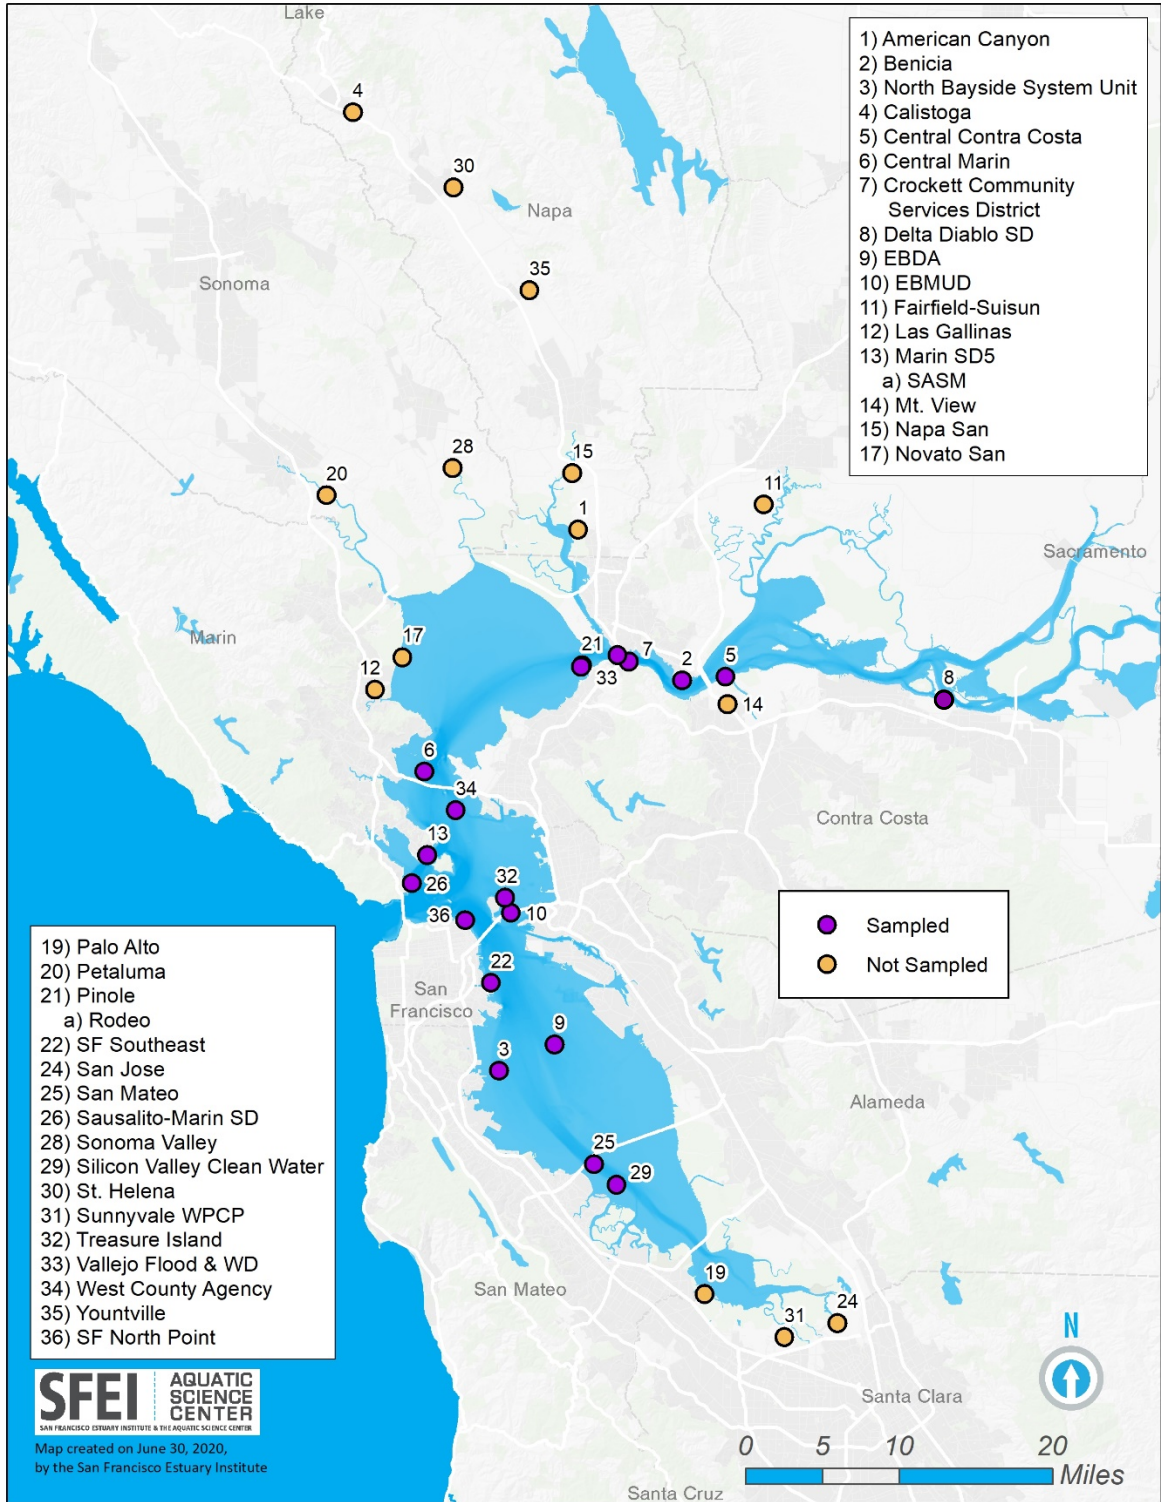 Lake
4
30
Napa
35
Sonoma
1) American Canyon
2) Benicia
3) North Bayside System Unit
4) Calistoga
5) Central Contra Costa
6) Central Marin
7) Crockett Community
Services District
8) Delta Diablo SD
9) EBDA
10) EBMUD
11) Fairfield-Suisun
12) Las Gallinas
13) Marin SD5
a) SASM
14) Mt. View
15) Napa San
17) Novato San
28
15
20
11
1
Sacramento
Marin
17
12
21
33
7
2
5
14
8
6
34
Contra Costa
13
26
32
10
36
Sampled
Not Sampled
22
San
Francisco
9
3
Alameda
25
29
19
San Mateo
31
24
Santa Clara
Santa Cruz
19) Palo Alto
20) Petaluma
21) Pinole
a) Rodeo
22) SF Southeast
24) San Jose
25) San Mateo
26) Sausalito-Marin SD
28) Sonoma Valley
29) Silicon Valley Clean Water
30) St. Helena
31) Sunnyvale WPCP
32) Treasure Island
33) Vallejo Flood & WD
34) West County Agency
35) Yountville
36) SF North Point
SFEI
AQUATIC
SCIENCE
CENTER
SAN FRANCISCO ESTUARY INSTITUTE & THE AQUATIC SCIENCE CENTER
Map created on June 30, 2020,
by the San Francisco Estuary Institute
N
0 5 10 20
Miles